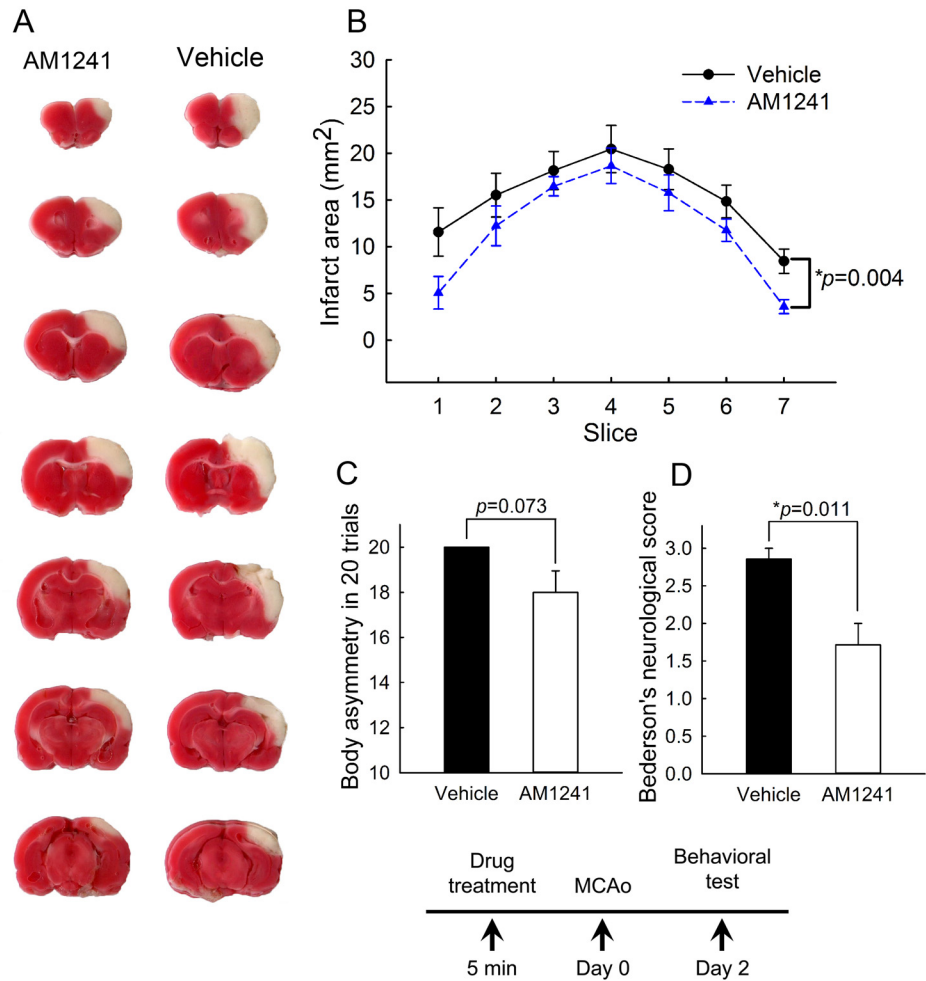 A
AM1241
Vehicle
B
Infarct area (mm2)
30
25
20
15
10
5
0
Vehicle
AM1241
*p=0.004
1 2 3 4 5 6 7
Slice
C
Body asymmetry in 20 trials
p=0.073
20
18
16
14
12
10
Vehicle AM1241
D
Bederson's neurological score
*p=0.011
3.0
2.5
2.0
1.5
1.0
0.5
0.0
Vehicle AM1241
Drug
treatment
MCAo
Behavioral
test
5 min
Day 0
Day 2